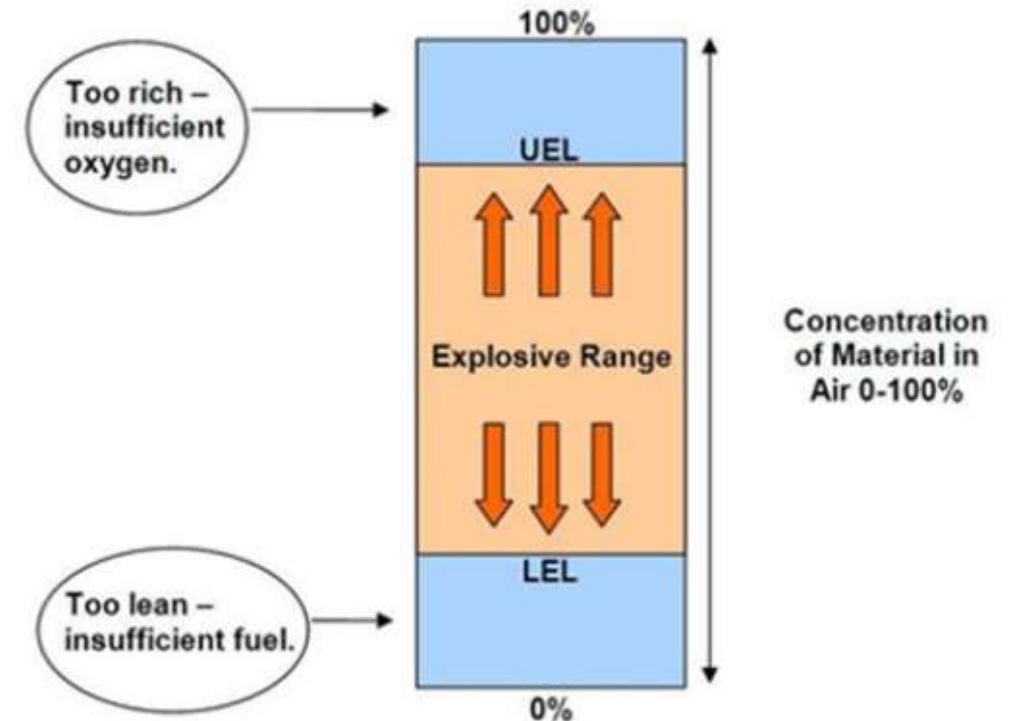 100%
Too rich –
insufficient
oxygen.
UEL
Explosive Range
Concentration
of Material in
Air 0-100%
LEL
Too lean –
insufficient fuel.
0%